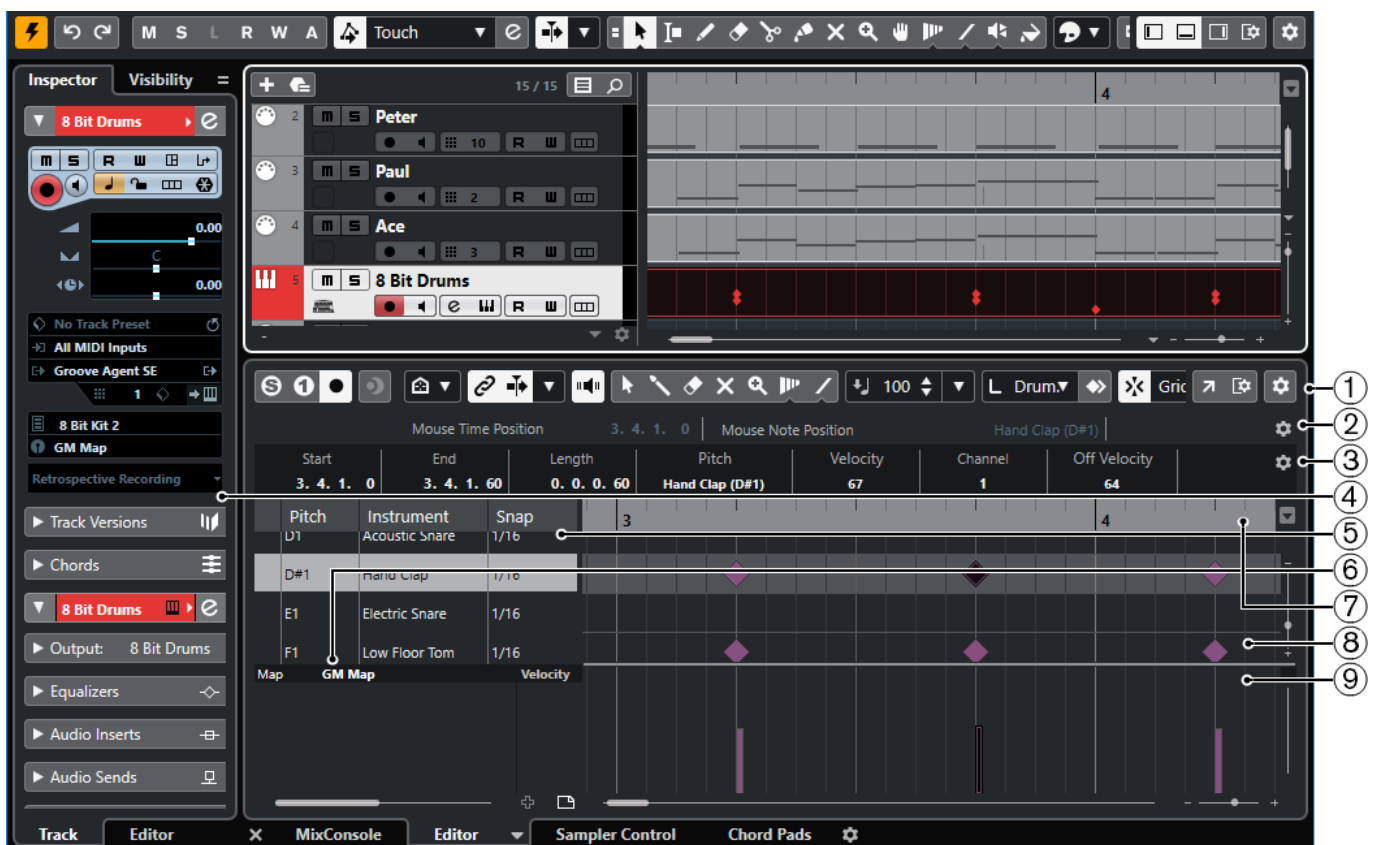 M S L R W A Touch
Inspector Visibility
15 / 15
4
8 Bit Drums e
m S R W
0.00
C
0.00
No Track Preset
All MIDI Inputs
Groove Agent SE
1
8 Bit Kit 2
GM Map
Retrospective Recording
Track Versions
Chords
8 Bit Drums e
Output: 8 Bit Drums
Equalizers
Audio Inserts
Audio Sends
Track Editor
2 m S Peter
10 R W
3 m S Paul
2 R W
4 m S Ace
3 R W
5 m S 8 Bit Drums
e R W
S 1 100 L Drum. Gric
Mouse Time Position 3. 4. 1. 0 Mouse Note Position Hand Clap (D#1)
Start End Length Pitch Velocity Channel Off Velocity
3. 4. 1. 0 3. 4. 1. 60 0. 0. 0. 60 Hand Clap (D#1) 67 1 64
Pitch Instrument Snap 3 4
D1 Acoustic Snare 1/16
D#1 Hand Clap 1/16
E1 Electric Snare 1/16
F1 Low Floor Tom 1/16
Map GM Map Velocity
MixConsole Editor Sampler Control Chord Pads
1
2
3
4
5
6
7
8
9